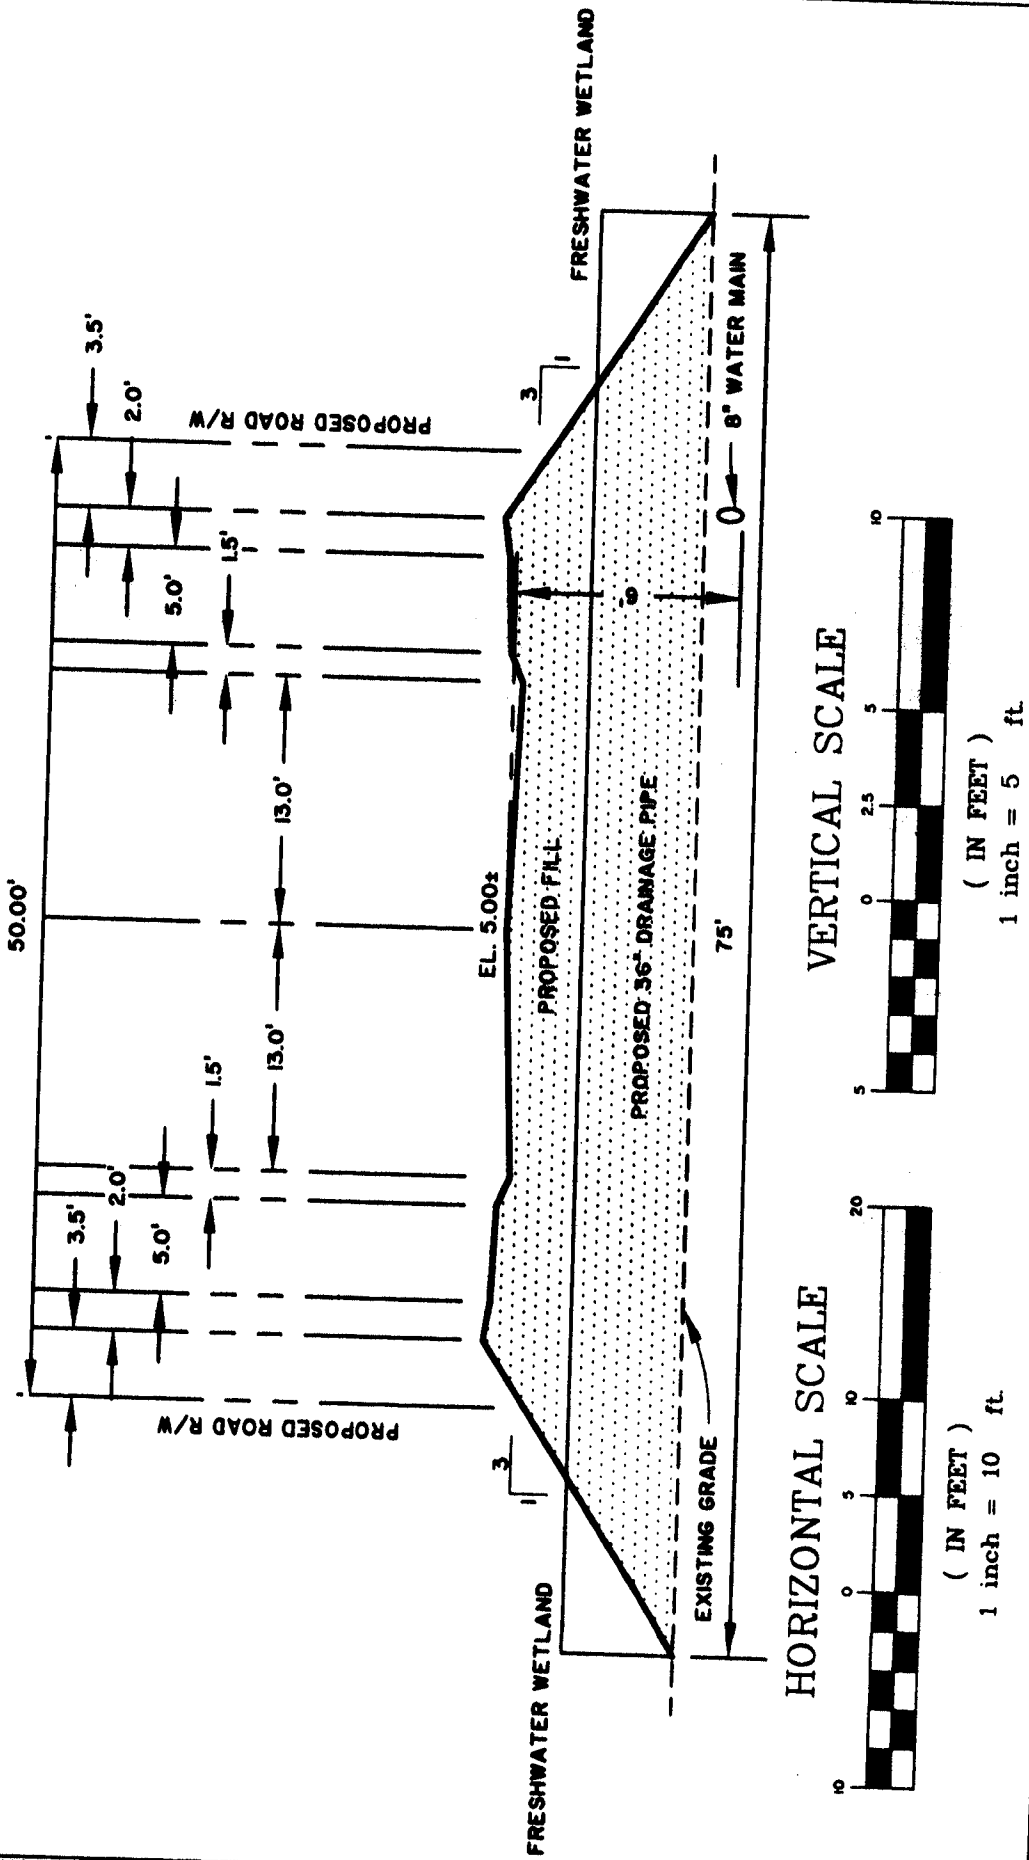 50.00'
3.5'
2.0'
5.0'
1.5'
13.0'
13.0'
1.5'
5.0'
2.0'
3.5'
PROPOSED ROAD R/W
PROPOSED ROAD R/W
EL. 5.00±
3
1
3
1
FRESHWATER WETLAND
FRESHWATER WETLAND
PROPOSED FILL
PROPOSED 36" DRAINAGE PIPE
EXISTING GRADE
8" WATER MAIN
75'
HORIZONTAL SCALE
10 0 5 10 20
( IN FEET )
1 inch = 10 ft.
VERTICAL SCALE
5 0 2.5 5 10
( IN FEET )
1 inch = 5 ft.